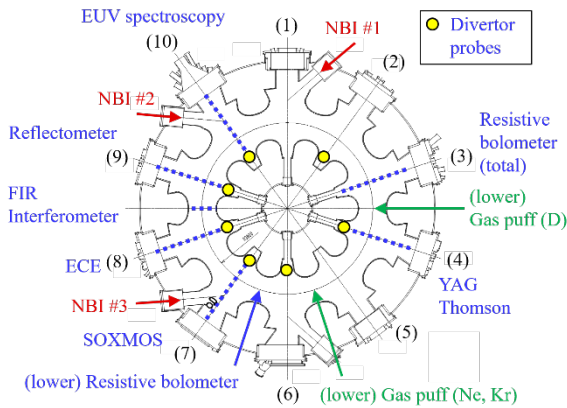 EUV spectroscopy
(1)
NBI #1
Divertor
probes
(10)
(2)
NBI #2
Resistive
bolometer
(total)
Reflectometer
(3)
(9)
FIR
Interferometer
(lower)
Gas puff (D)
(8)
ECE
(4)
YAG
Thomson
NBI #3
SOXMOS
(7)
(5)
(lower) Resistive bolometer
(6)
(lower) Gas puff (Ne, Kr)